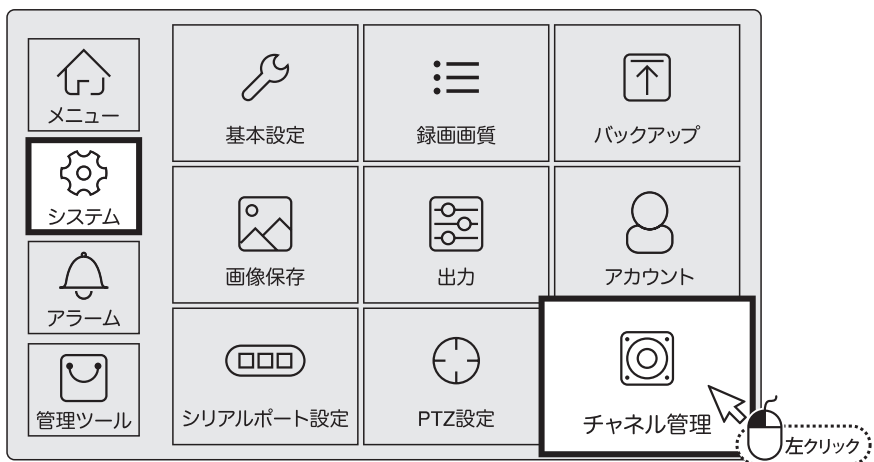 メニュー
システム
アラーム
管理ツール
基本設定
録画画質
バックアップ
画像保存
出力
アカウント
シリアルポート設定
PTZ設定
チャネル管理
左クリック